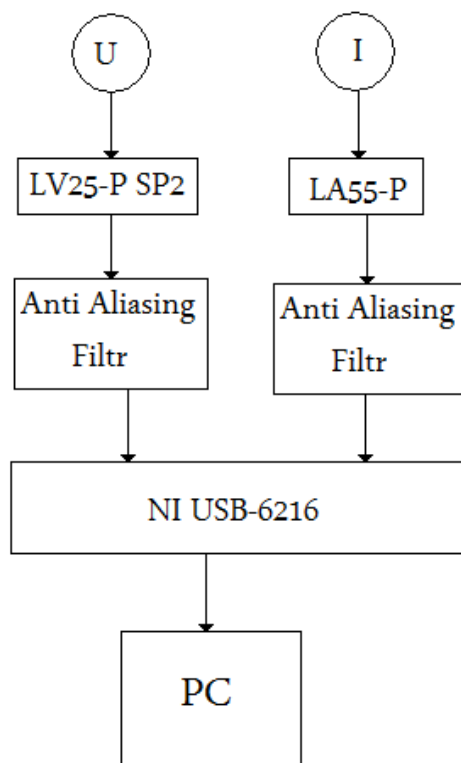 U
I
LV25-P SP2
LA55-P
Anti Aliasing
Filtr
Anti Aliasing
Filtr
NI USB-6216
PC